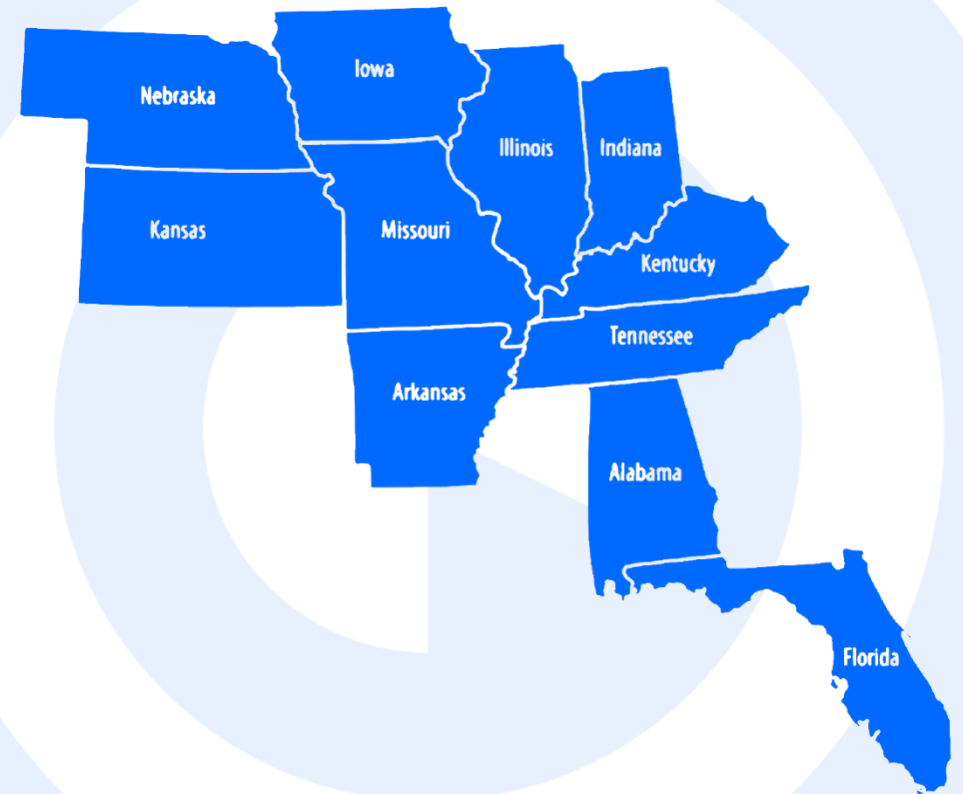 Iowa
Nebraska
Illinois
Indiana
Kansas
Missouri
Kentucky
Tennessee
Arkansas
Alabama
Florida